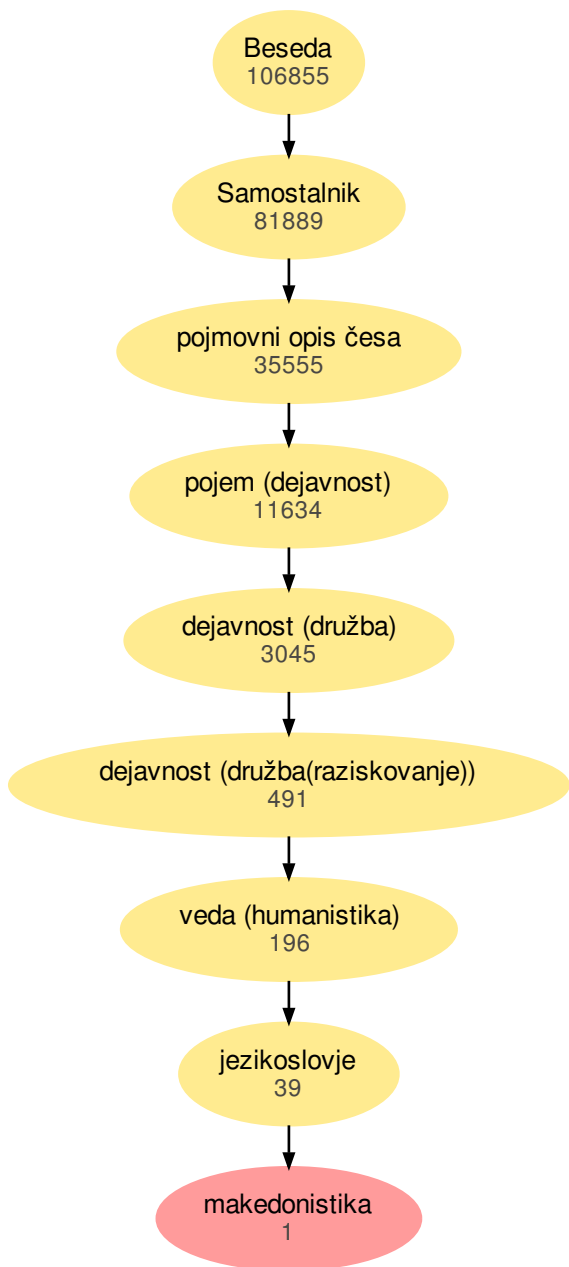 Beseda
106855
Samostalnik
81889
pojmovni opis česa
35555
pojem (dejavnost)
11634
dejavnost (družba)
3045
dejavnost (družba(raziskovanje))
491
veda (humanistika)
196
jezikoslovje
39
makedonistika
1